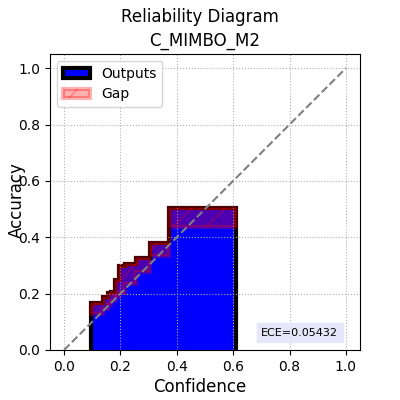 Reliability Diagram
C_MIMBO_M2
Outputs
Gap
1.0
0.8
0.6
0.4
0.2
0.0
Accuracy
ECE=0.05432
0.0 0.2 0.4 0.6 0.8 1.0
Confidence